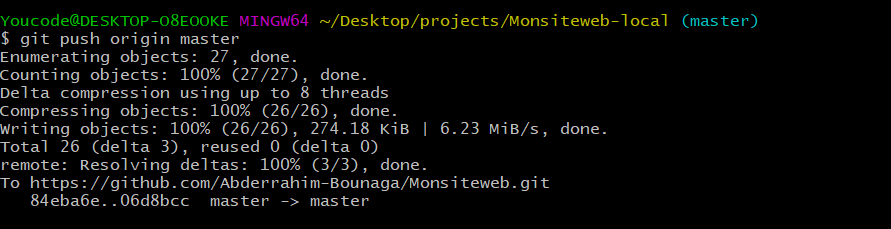 Youcode@DESKTOP-O8EOOKE MINGW64 ~/Desktop/projects/Monsiteweb-local (master)
$ git push origin master
Enumerating objects: 27, done.
Counting objects: 100% (27/27), done.
Delta compression using up to 8 threads
Compressing objects: 100% (26/26), done.
Writing objects: 100% (26/26), 274.18 KiB | 6.23 MiB/s, done.
Total 26 (delta 3), reused 0 (delta 0)
remote: Resolving deltas: 100% (3/3), done.
To https://github.com/Abderrahim-Bounaga/Monsiteweb.git
   84eba6e..06d8bcc  master -> master